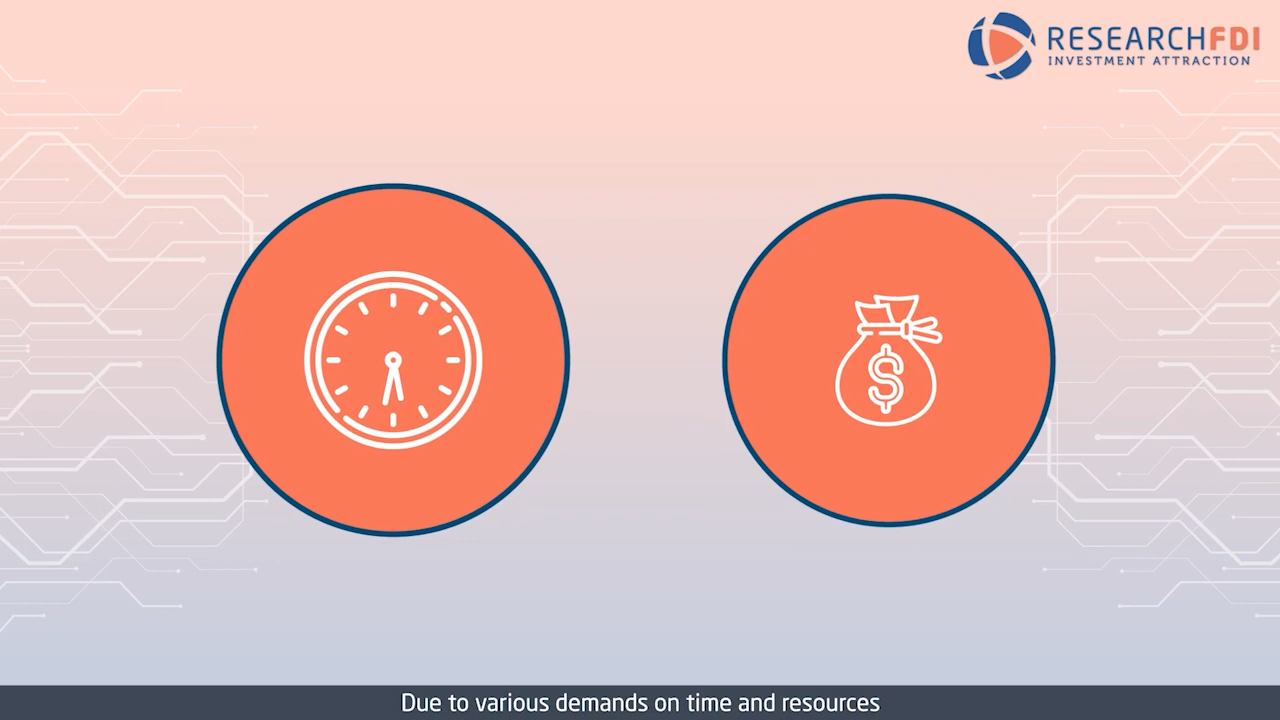 RESEARCHFDI
INVESTMENT ATTRACTION
$
Due to various demands on time and resources